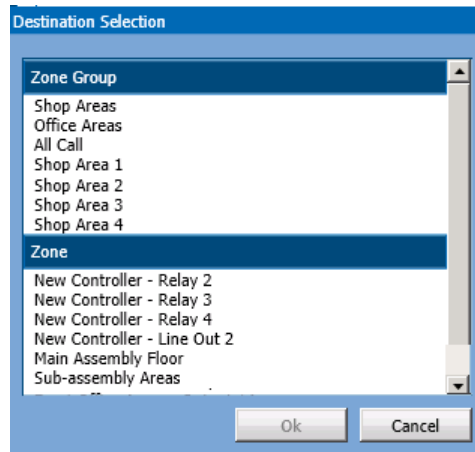 Destination Selection
Zone Group
Shop Areas
Office Areas
All Call
Shop Area 1
Shop Area 2
Shop Area 3
Shop Area 4
Zone
New Controller - Relay 2
New Controller - Relay 3
New Controller - Relay 4
New Controller - Line Out 2
Main Assembly Floor
Sub-assembly Areas
Ok
Cancel